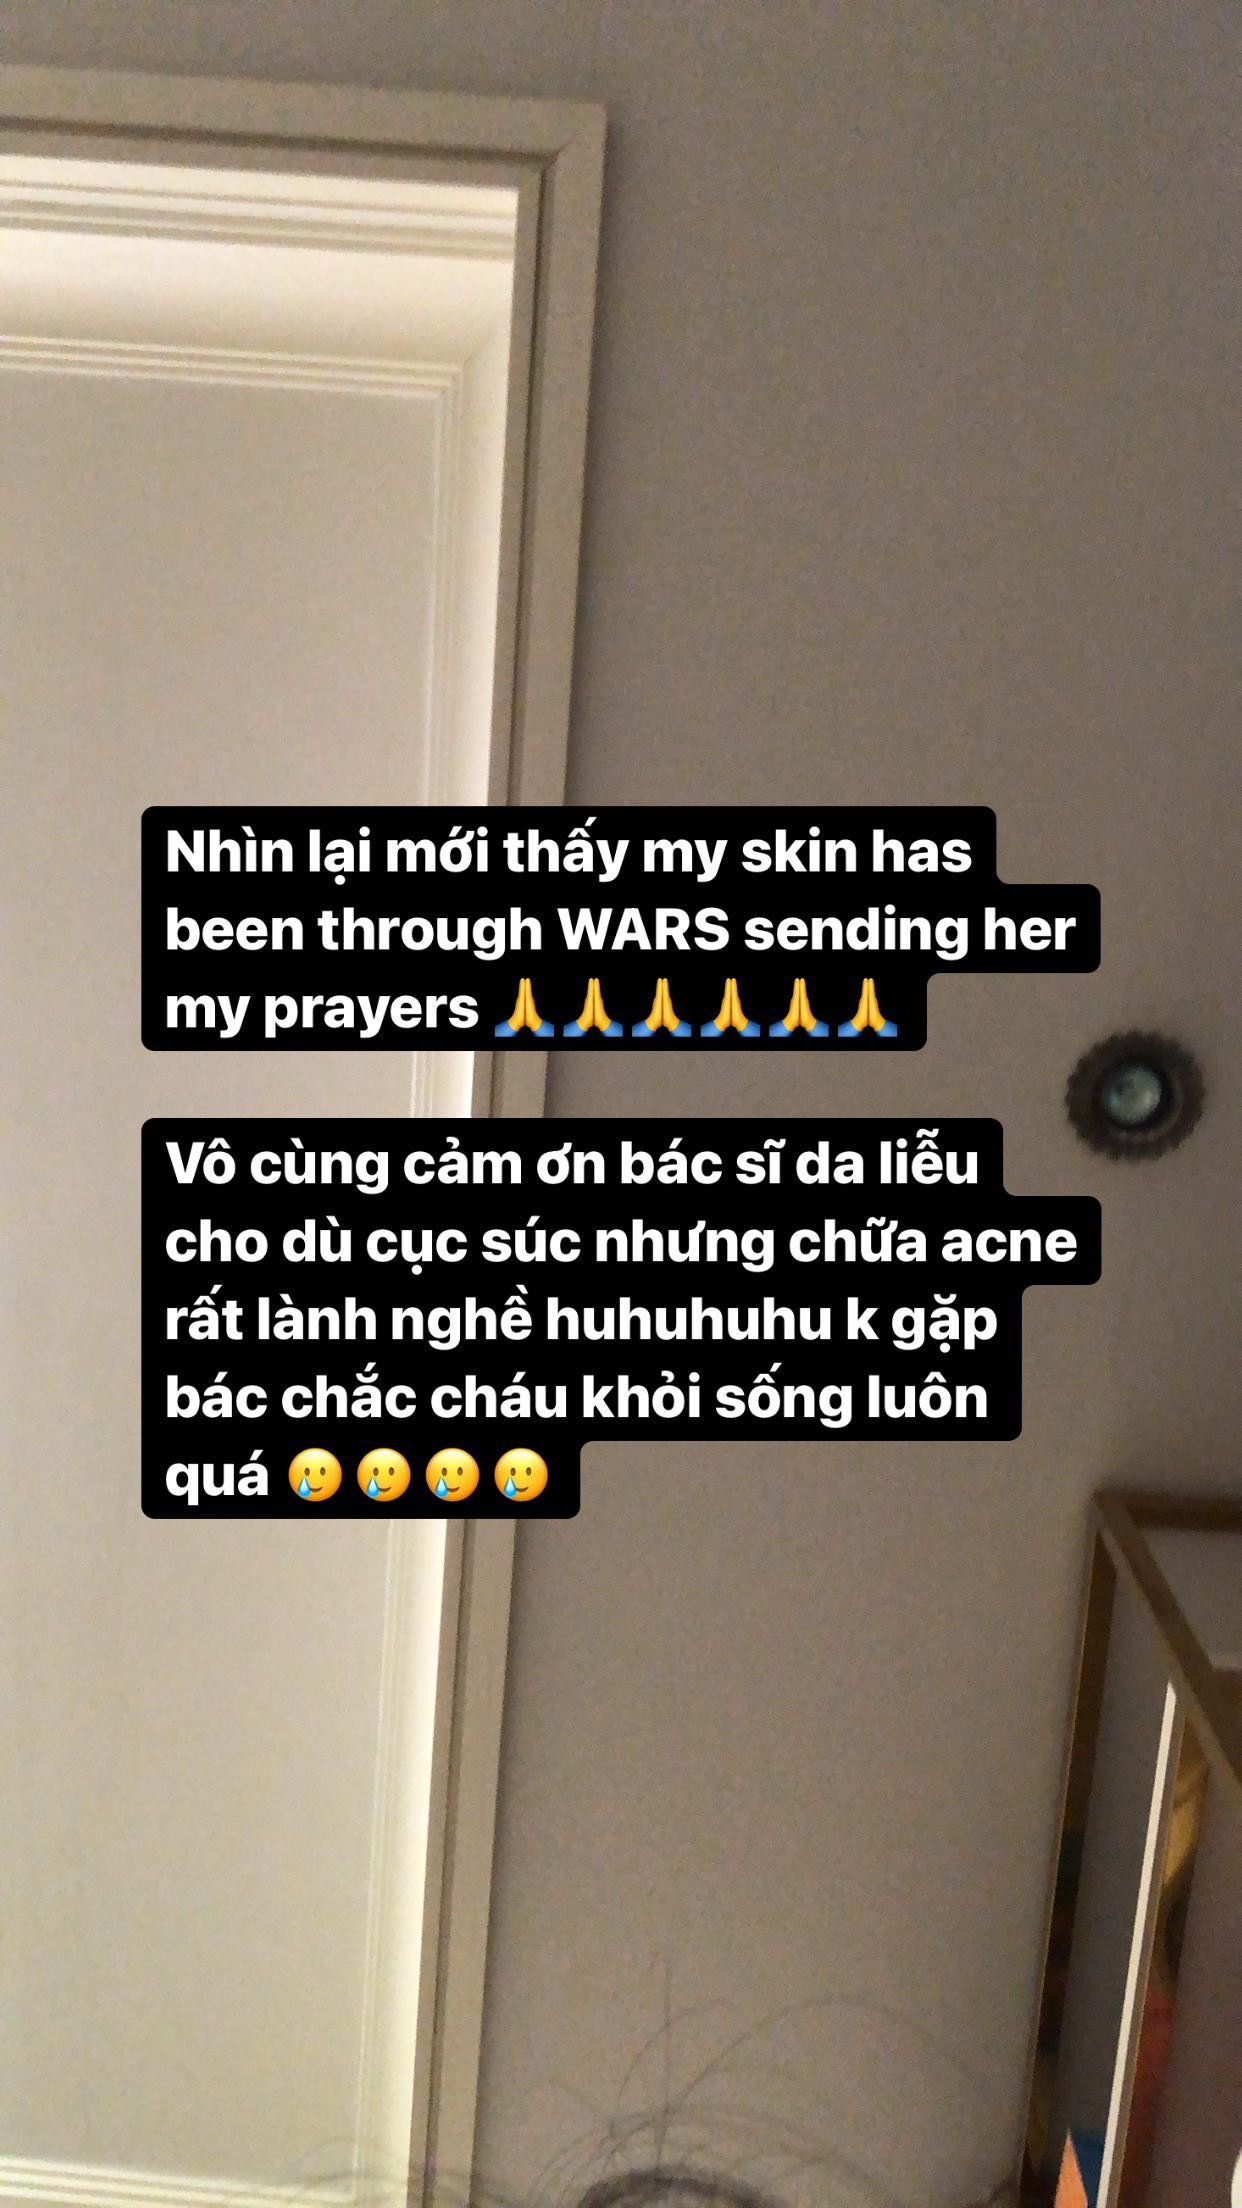 Nhìn lại mới thấy my skin has
been through WARS sending her
my prayers 🙏🙏🙏🙏🙏🙏
Vô cùng cảm ơn bác sĩ da liễu
cho dù cục súc nhưng chữa acne
rất lành nghề huhuhuhu k gặp
bác chắc cháu khỏi sống luôn
quá 🥲🥲🥲🥲